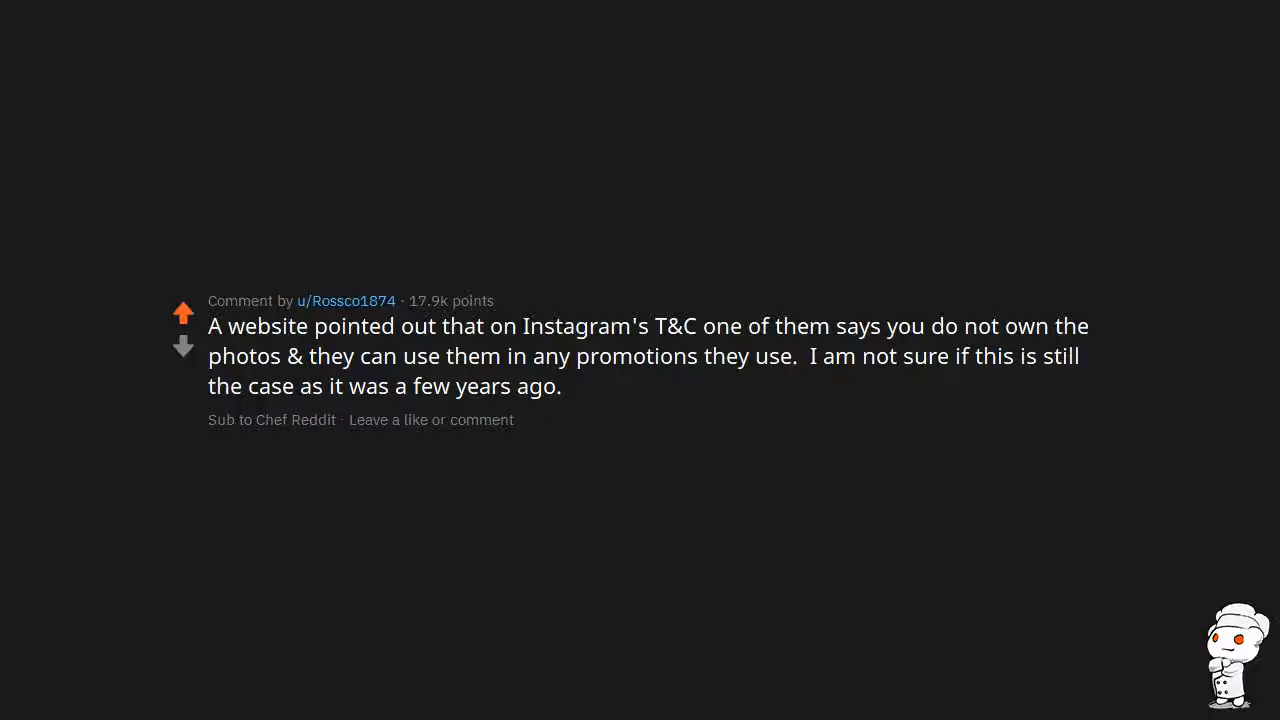 Comment by u/Rossco1874 · 17.9k points
A website pointed out that on Instagram's T&C one of them says you do not own the
photos & they can use them in any promotions they use.  I am not sure if this is still
the case as it was a few years ago.
Sub to Chef Reddit · Leave a like or comment